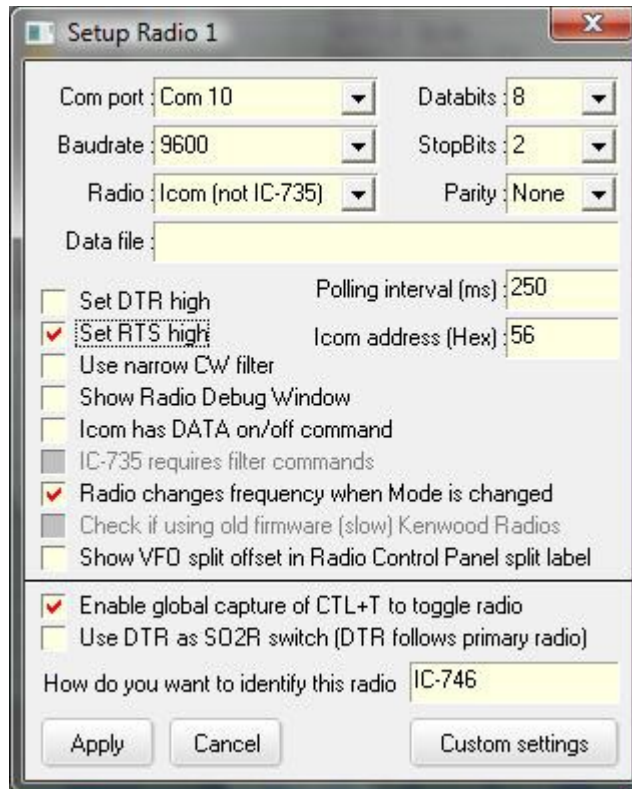 Setup Radio 1
Com port : Com 10 Databits : 8
Baudrate : 9600 StopBits : 2
Radio : Icom (not IC-735) Parity : None
Data file :
Polling interval (ms) : 250
Set DTR high
Set RTS high
Icom address (Hex) : 56
Use narrow CW filter
Show Radio Debug Window
Icom has DATA on/off command
IC-735 requires filter commands
Radio changes frequency when Mode is changed
Check if using old firmware (slow) Kenwood Radios
Show VFO split offset in Radio Control Panel split label
Enable global capture of CTL+T to toggle radio
Use DTR as SO2R switch (DTR follows primary radio)
How do you want to identify this radio IC-746
Apply Cancel Custom settings